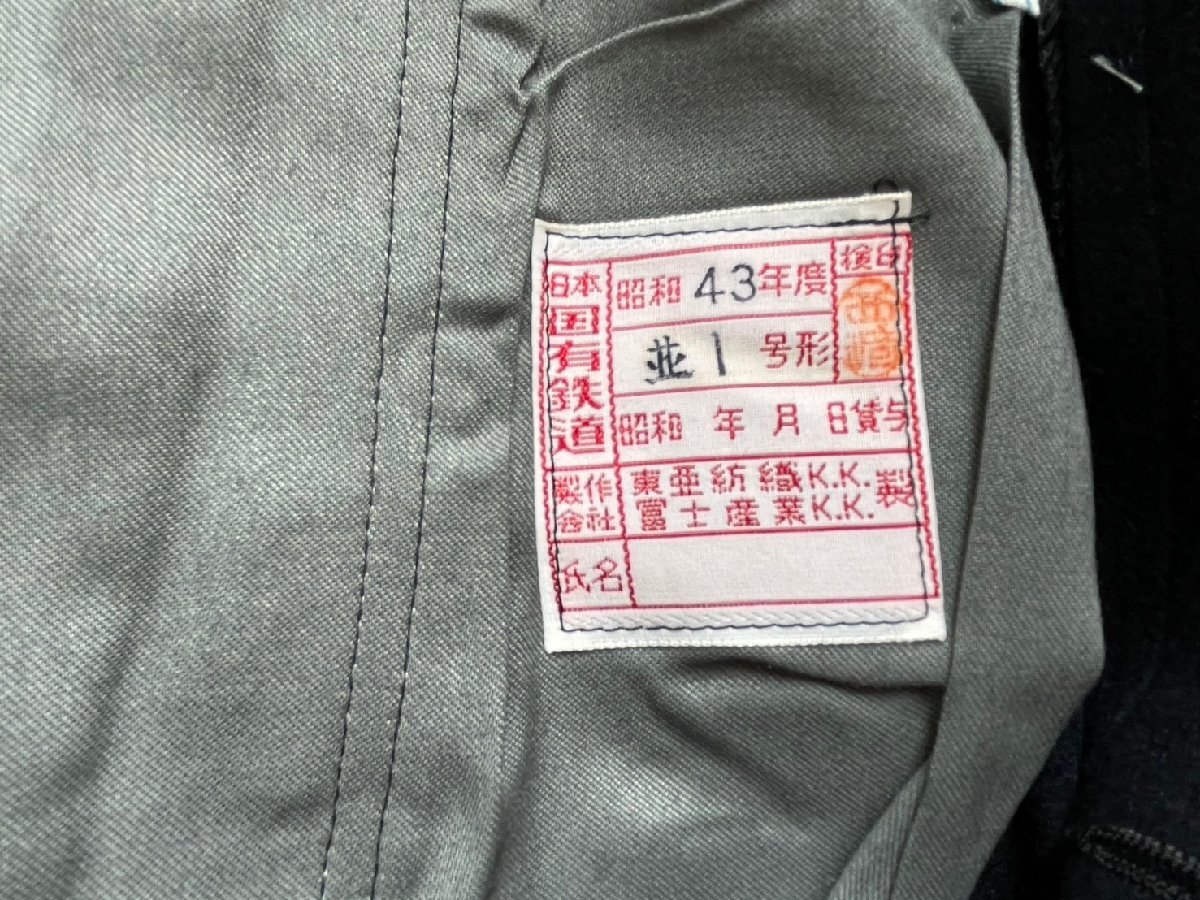 日本
国有鉄道
昭和 43年度
検印
並1 号形
昭和 年 月 日貸与
製作
会社
東亜紡織K.K.
富士産業K.K.
製
氏名